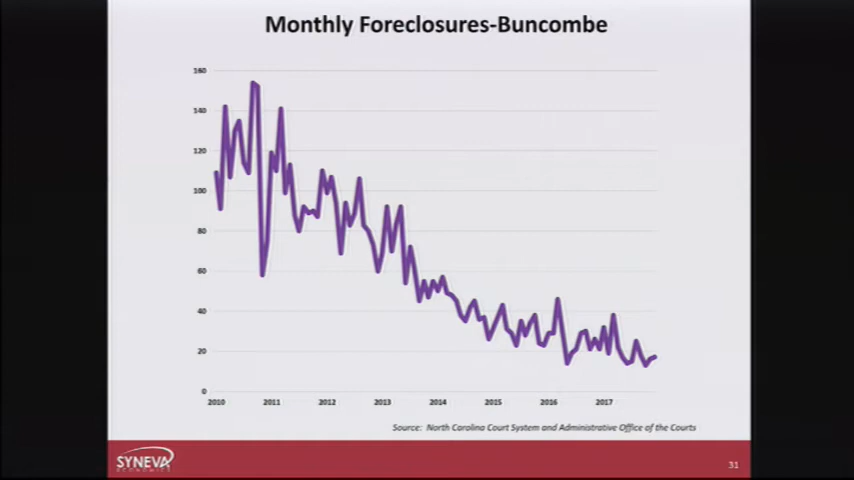 Monthly Foreclosures-Buncombe
160
140
120
100
80
60
40
20
0
2010 2011 2012 2013 2014 2015 2016 2017
Source: North Carolina Court System and Administrative Office of the Courts
SYNEVA
ECONOMICS
31